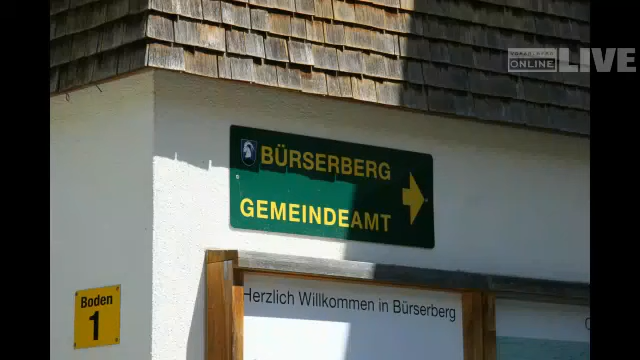 ONLINE LIVE
BÜRSERBERG
GEMEINDEAMT
Herzlich Willkommen in Bürserberg
Boden
1